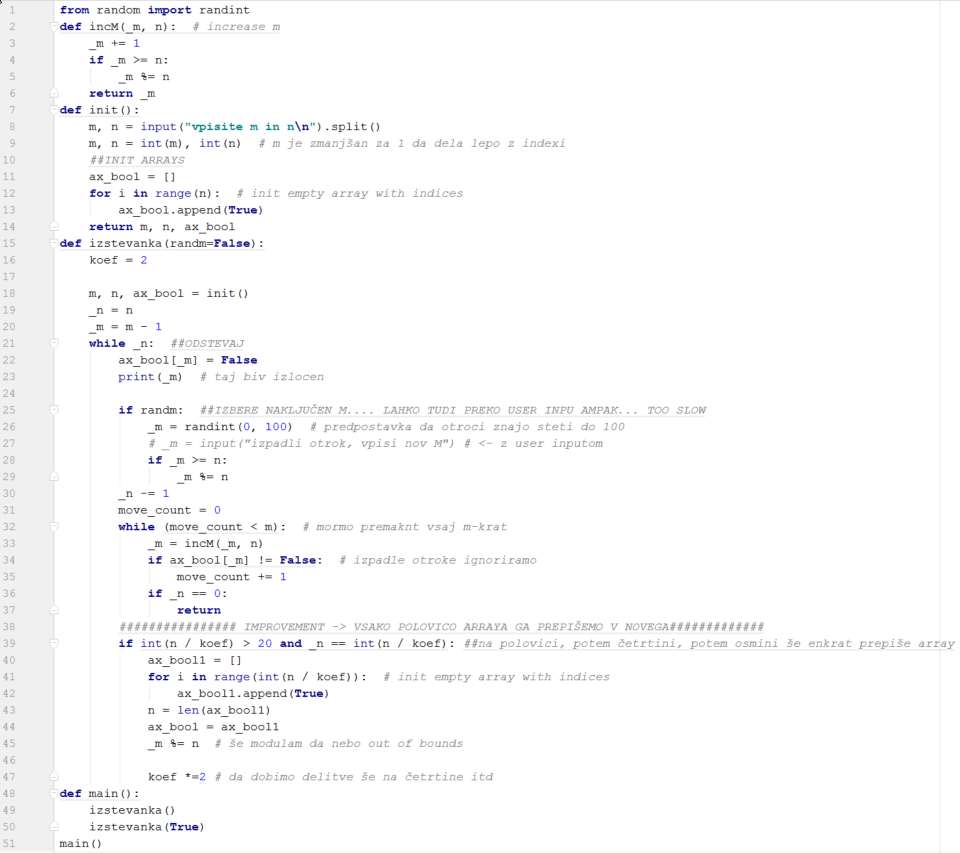 1 from random import randint
2 def incM(_m, n):  # increase m
3     _m += 1
4     if _m >= n:
5         _m %= n
6     return _m
7 def init():
8     m, n = input("vpisite m in n\n").split()
9     m, n = int(m), int(n)  # m je zmanjšan za 1 da dela lepo z indexi
10     ##INIT ARRAYS
11     ax_bool = []
12     for i in range(n):  # init empty array with indices
13         ax_bool.append(True)
14     return m, n, ax_bool
15 def izstevanka(randm=False):
16     koef = 2
17
18     m, n, ax_bool = init()
19     _n = n
20     _m = m - 1
21     while _n:  ##ODSTEVAJ
22         ax_bool[_m] = False
23         print(_m)  # taj biv izlocen
24
25         if randm:  ##IZBERE NAKLJUČEN M.... LAHKO TUDI PREKO USER INPU AMPAK... TOO SLOW
26             _m = randint(0, 100)  # predpostavka da otroci znajo steti do 100
27             # _m = input("izpadli otrok, vpisi nov M") # <- z user inputom
28             if _m >= n:
29                 _m %= n
30         _n -= 1
31         move_count = 0
32         while (move_count < m):  # mormo premaknt vsaj m-krat
33             _m = incM(_m, n)
34             if ax_bool[_m] != False:  # izpadle otroke ignoriramo
35                 move_count += 1
36             if _n == 0:
37                 return
38         ################ IMPROVEMENT -> VSAKO POLOVICO ARRAYA GA PREPIŠEMO V NOVEGA#############
39         if int(n / koef) > 20 and _n == int(n / koef): ##na polovici, potem četrtini, potem osmini še enkrat prepiše array
40             ax_bool1 = []
41             for i in range(int(n / koef)):  # init empty array with indices
42                 ax_bool1.append(True)
43             n = len(ax_bool1)
44             ax_bool = ax_bool1
45             _m %= n  # še modulam da nebo out of bounds
46
47             koef *=2 # da dobimo delitve še na četrtine itd
48 def main():
49     izstevanka()
50     izstevanka(True)
51 main()